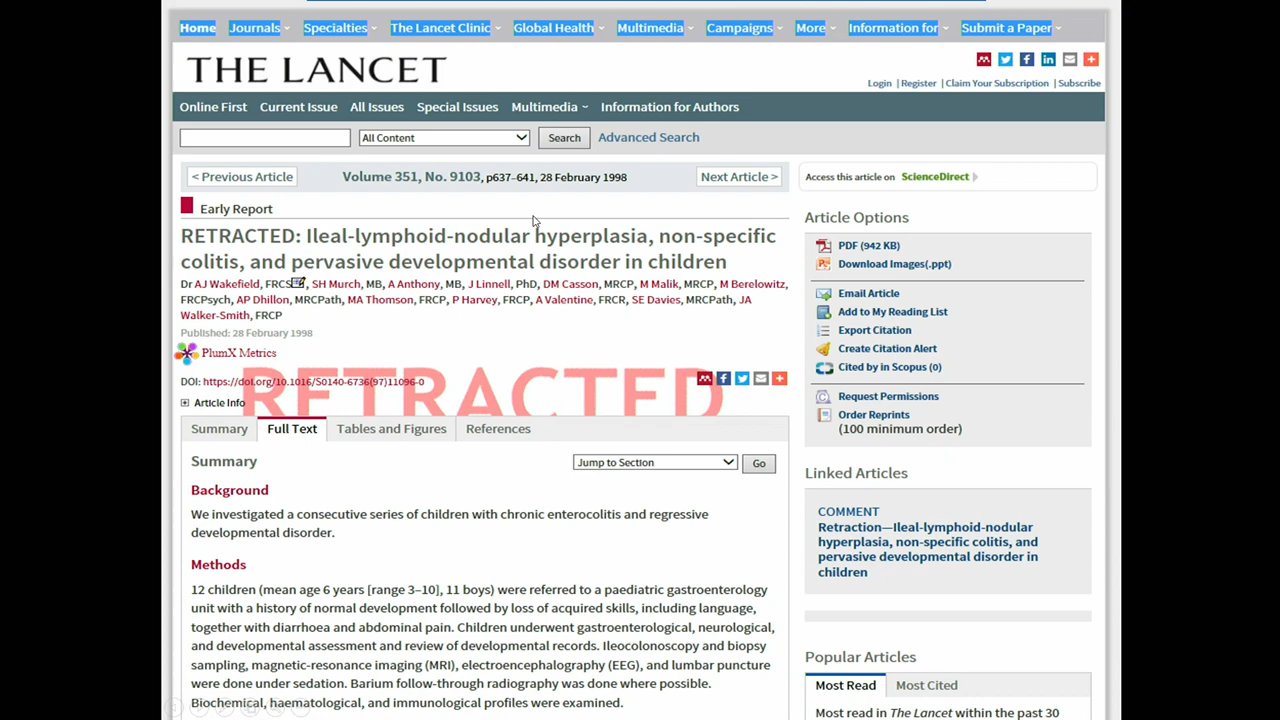 Home Journals Specialties The Lancet Clinic Global Health Multimedia Campaigns More Information for Submit a Paper
THE LANCET
Login | Register | Claim Your Subscription | Subscribe
Online First Current Issue All Issues Special Issues Multimedia Information for Authors
All Content Search Advanced Search
< Previous Article Volume 351, No. 9103, p637–641, 28 February 1998 Next Article >
Access this article on ScienceDirect
Early Report
RETRACTED: Ileal-lymphoid-nodular hyperplasia, non-specific
colitis, and pervasive developmental disorder in children
Dr AJ Wakefield, FRCS, SH Murch, MB, A Anthony, MB, J Linnell, PhD, DM Casson, MRCP, M Malik, MRCP, M Berelowitz,
FRCPsych, AP Dhillon, MRCPath, MA Thomson, FRCP, P Harvey, FRCP, A Valentine, FRCR, SE Davies, MRCPath, JA
Walker-Smith, FRCP
Published: 28 February 1998
PlumX Metrics
DOI: https://doi.org/10.1016/S0140-6736(97)11096-0
RETRACTED
Article Info
Summary Full Text Tables and Figures References
Summary
Jump to Section Go
Background
We investigated a consecutive series of children with chronic enterocolitis and regressive
developmental disorder.
Methods
12 children (mean age 6 years [range 3–10], 11 boys) were referred to a paediatric gastroenterology
unit with a history of normal development followed by loss of acquired skills, including language,
together with diarrhoea and abdominal pain. Children underwent gastroenterological, neurological,
and developmental assessment and review of developmental records. Ileocolonoscopy and biopsy
sampling, magnetic-resonance imaging (MRI), electroencephalography (EEG), and lumbar puncture
were done under sedation. Barium follow-through radiography was done where possible.
Biochemical, haematological, and immunological profiles were examined.
Article Options
PDF (942 KB)
Download Images(.ppt)
Email Article
Add to My Reading List
Export Citation
Create Citation Alert
Cited by in Scopus (0)
Request Permissions
Order Reprints
(100 minimum order)
Linked Articles
COMMENT
Retraction—Ileal-lymphoid-nodular
hyperplasia, non-specific colitis, and
pervasive developmental disorder in
children
Popular Articles
Most Read Most Cited
Most read in The Lancet within the past 30